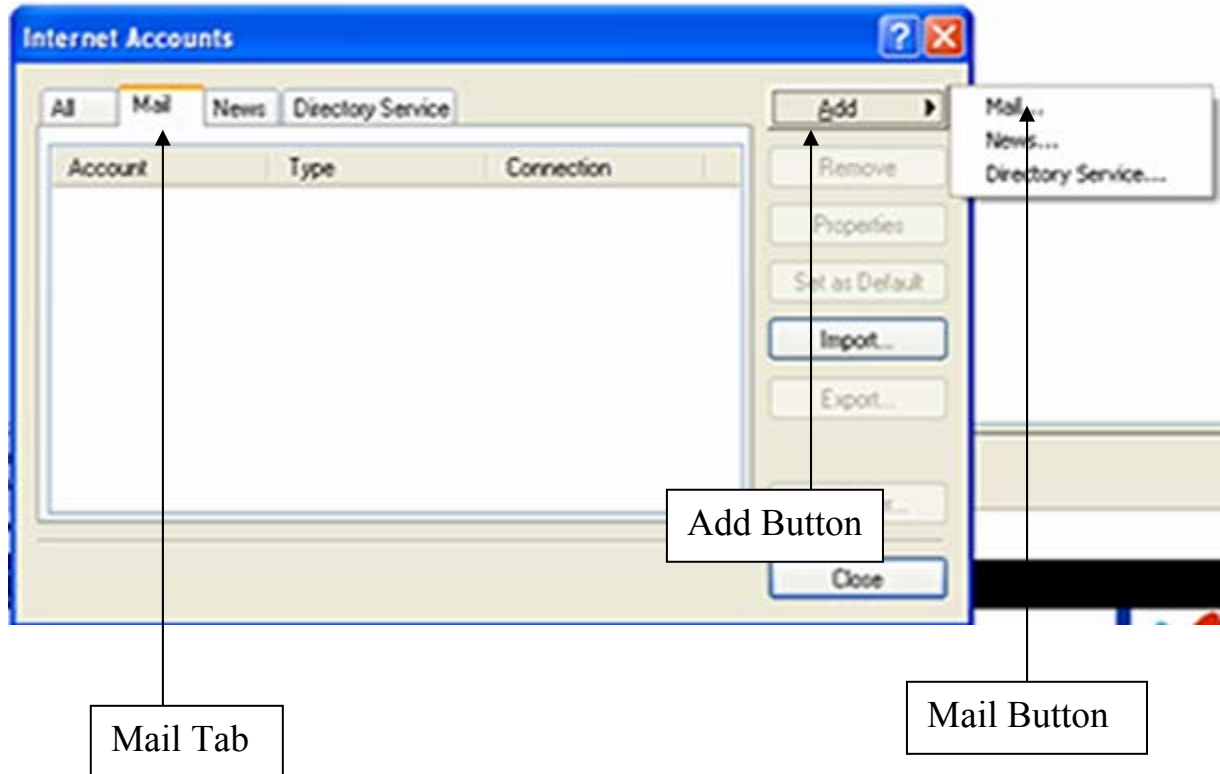 Internet Accounts
All Mail News Directory Service
Add
Mail...
News...
Directory Service...
Account Type Connection
Remove
Properties
Set as Default
Import...
Export...
Add Button
Close
Mail Tab
Mail Button